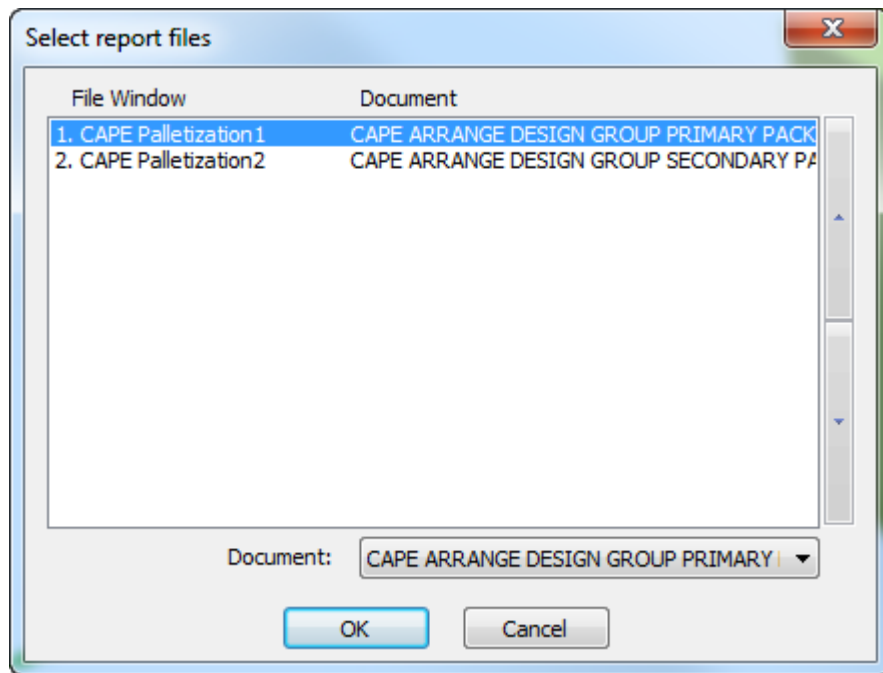 Select report files
File Window Document
1. CAPE Palletization1 CAPE ARRANGE DESIGN GROUP PRIMARY PACK
2. CAPE Palletization2 CAPE ARRANGE DESIGN GROUP SECONDARY PA
Document: CAPE ARRANGE DESIGN GROUP PRIMARY
OK Cancel